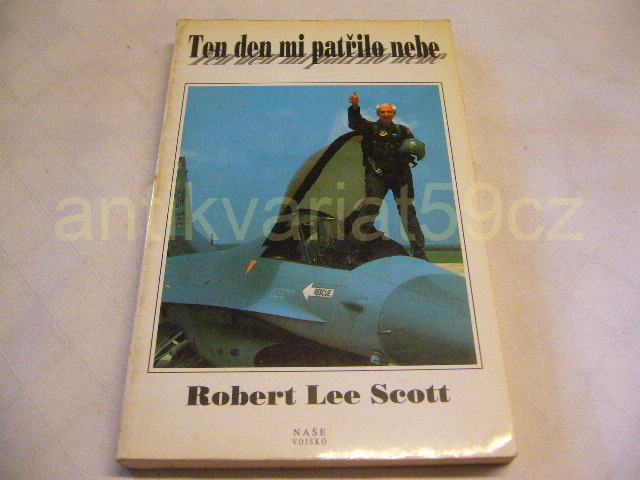 Ten den mi patřilo nebe
antikvariat59cz
RESCUE
Robert Lee Scott
NAŠE
VOJSKO